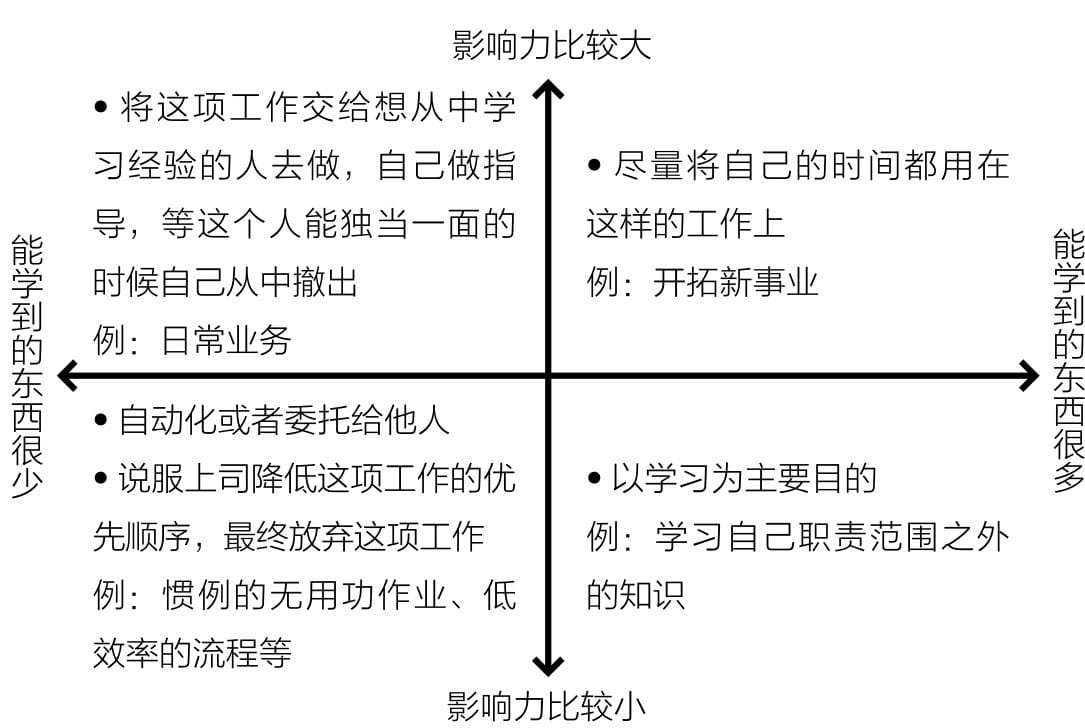 影响力比较大
• 将这项工作交给想从中学
习经验的人去做，自己做指
导，等这个人能独当一面的
时候自己从中撤出
例：日常业务
• 尽量将自己的时间都用在
这样的工作上
例：开拓新事业
能学到的东西很少
能学到的东西很多
• 自动化或者委托给他人
• 说服上司降低这项工作的优
先顺序，最终放弃这项工作
例：惯例的无用功作业、低
效率的流程等
• 以学习为主要目的
例：学习自己职责范围之外
的知识
影响力比较小